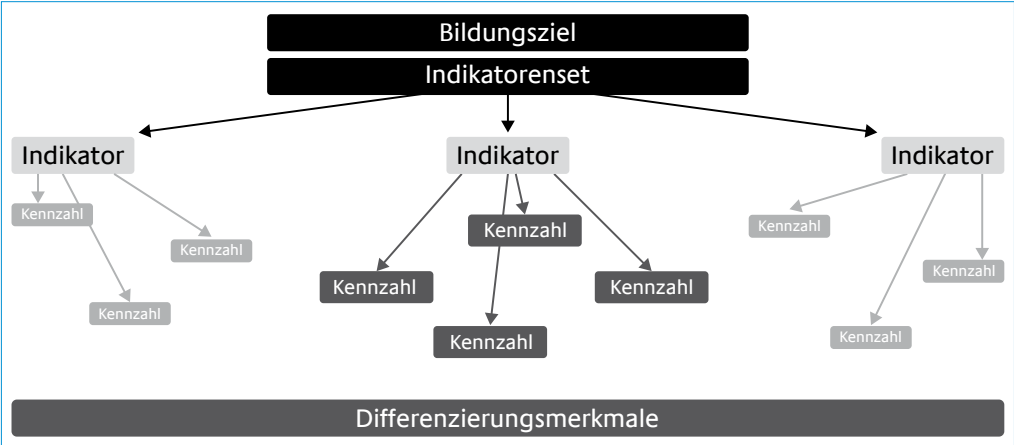 Bildungsziel
Indikatorenset
Indikator
Indikator
Indikator
Kennzahl
Kennzahl
Kennzahl
Kennzahl
Kennzahl
Kennzahl
Kennzahl
Kennzahl
Kennzahl
Kennzahl
Differenzierungsmerkmale